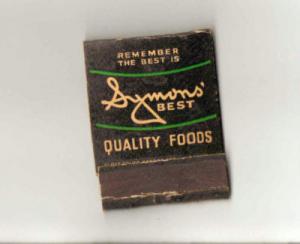 REMEMBER
THE BEST IS
Symons'
BEST
QUALITY FOODS